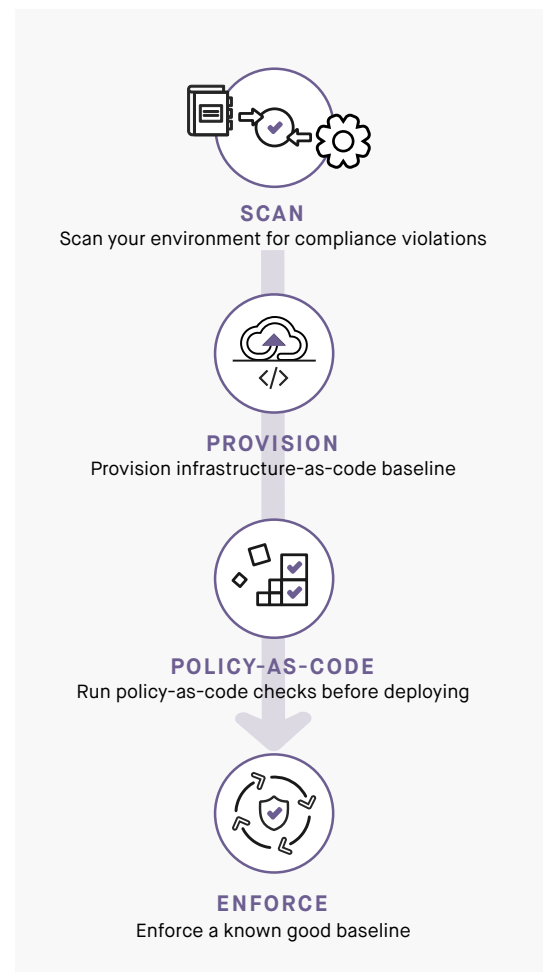 SCAN
Scan your environment for compliance violations
</>
PROVISION
Provision infrastructure-as-code baseline
POLICY-AS-CODE
Run policy-as-code checks before deploying
ENFORCE
Enforce a known good baseline